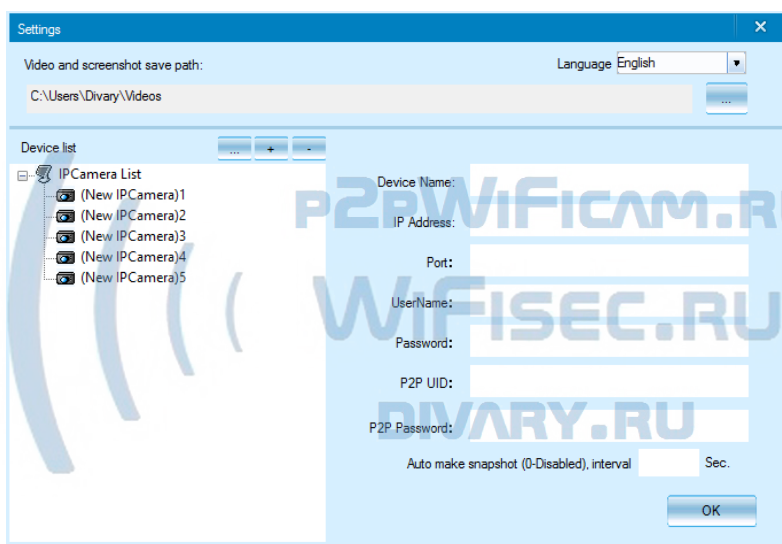 Settings
Video and screenshot save path:
Language English
C:\Users\Divary\Videos
...
Device list
... + -
IPCamera List
(New IPCamera)1
(New IPCamera)2
(New IPCamera)3
(New IPCamera)4
(New IPCamera)5
Device Name:
IP Address:
Port:
UserName:
Password:
P2P UID:
P2P Password:
Auto make snapshot (0-Disabled), interval Sec.
OK
P2PWIFICAM.RU
WIFISEC.RU
DIVARY.RU